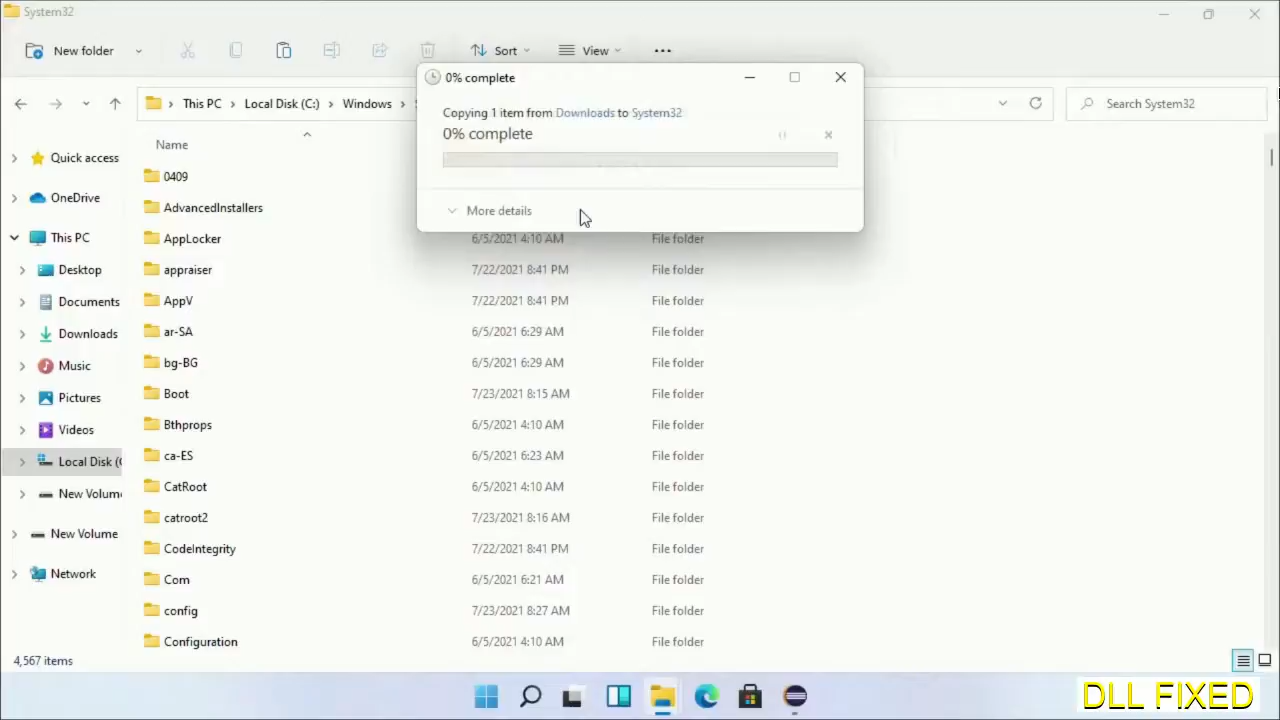 System32
New folder
Sort
View
0% complete
Copying 1 item from Downloads to System32
0% complete
More details
This PC
Local Disk (C:)
Windows
Search System32
Name
Quick access
OneDrive
This PC
Desktop
Documents
Downloads
Music
Pictures
Videos
Local Disk (
New Volum
New Volume
Network
0409
AdvancedInstallers
AppLocker 6/5/2021 4:10 AM File folder
appraiser 7/22/2021 8:41 PM File folder
AppV 7/22/2021 8:41 PM File folder
ar-SA 6/5/2021 6:29 AM File folder
bg-BG 6/5/2021 6:29 AM File folder
Boot 7/23/2021 8:15 AM File folder
Bthprops 6/5/2021 4:10 AM File folder
ca-ES 6/5/2021 6:23 AM File folder
CatRoot 6/5/2021 4:10 AM File folder
catroot2 7/23/2021 8:16 AM File folder
CodeIntegrity 7/22/2021 8:41 PM File folder
Com 6/5/2021 6:21 AM File folder
config 7/23/2021 8:27 AM File folder
Configuration 6/5/2021 4:10 AM File folder
4,567 items
DLL FIXED